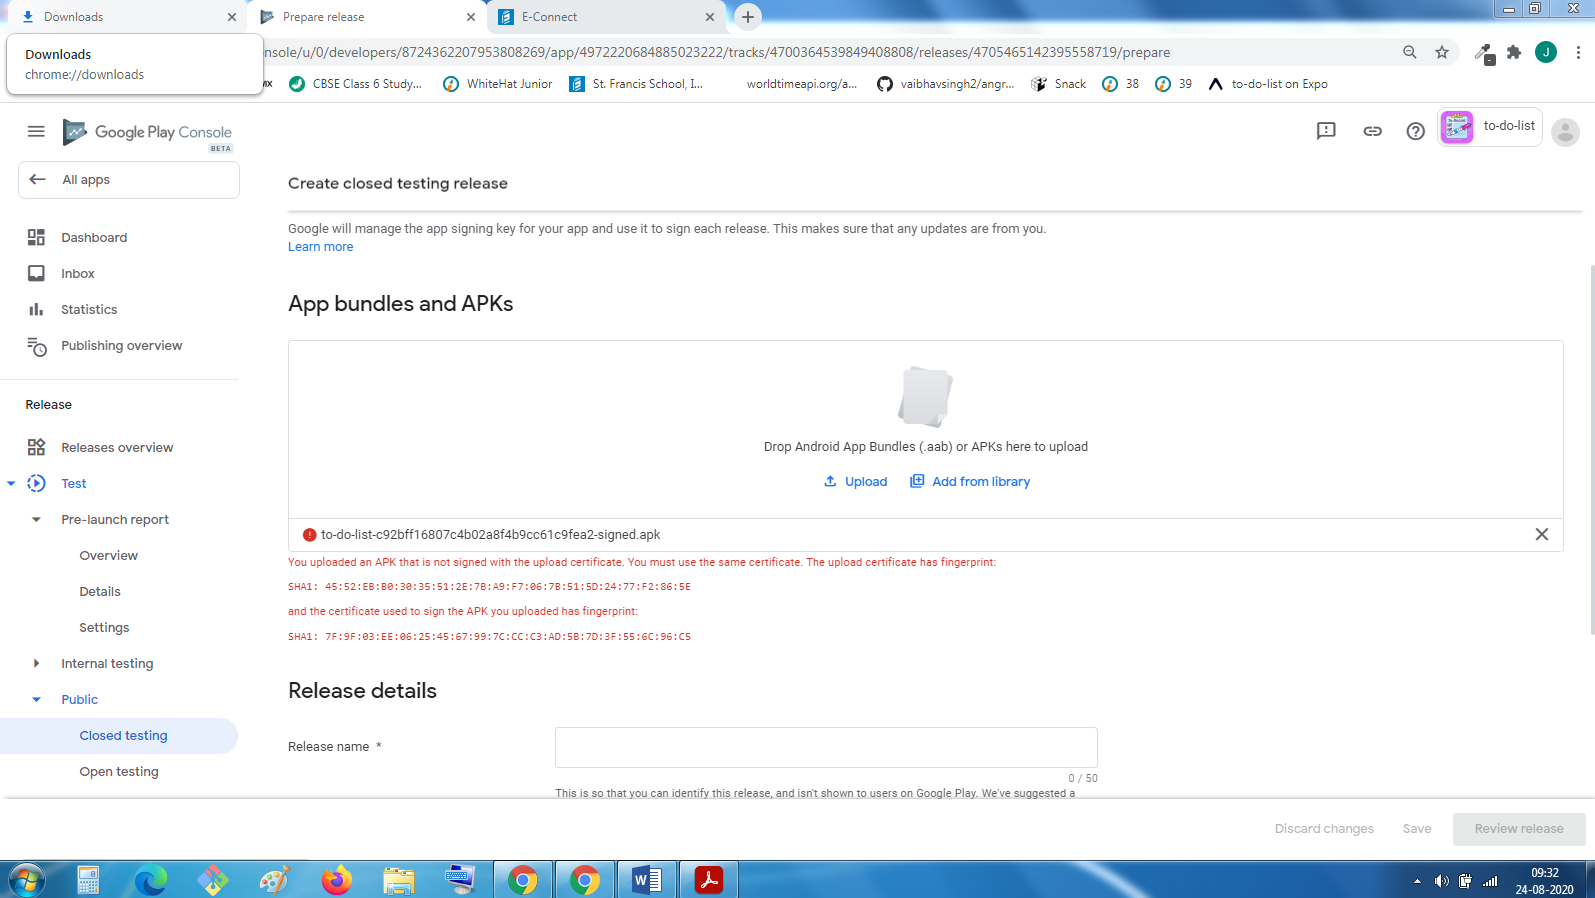 Downloads
Prepare release
E-Connect
Downloads
chrome://downloads
nsole/u/0/developers/8724362207953808269/app/4972220684885023222/tracks/4700364539849408808/releases/4705465142395558719/prepare
CBSE Class 6 Study...
WhiteHat Junior
St. Francis School, I...
worldtimeapi.org/a...
vaibhavsingh2/angr...
Snack
38
39
to-do-list on Expo
Google Play Console
BETA
to-do-list
All apps
Create closed testing release
Google will manage the app signing key for your app and use it to sign each release. This makes sure that any updates are from you.
Learn more
Dashboard
Inbox
Statistics
Publishing overview
Release
Releases overview
Test
Pre-launch report
Overview
Details
Settings
Internal testing
Public
Closed testing
Open testing
App bundles and APKs
Drop Android App Bundles (.aab) or APKs here to upload
Upload
Add from library
to-do-list-c92bff16807c4b02a8f4b9cc61c9fea2-signed.apk
You uploaded an APK that is not signed with the upload certificate. You must use the same certificate. The upload certificate has fingerprint:
SHA1: 45:52:EB:B0:30:35:51:2E:7B:A9:F7:06:7B:51:5D:24:77:F2:86:5E
and the certificate used to sign the APK you uploaded has fingerprint:
SHA1: 7F:9F:03:EE:06:25:45:67:99:7C:CC:C3:AD:5B:7D:3F:55:6C:96:C5
Release details
Release name *
0 / 50
This is so that you can identify this release, and isn't shown to users on Google Play. We've suggested a
Discard changes
Save
Review release
09:32
24-08-2020